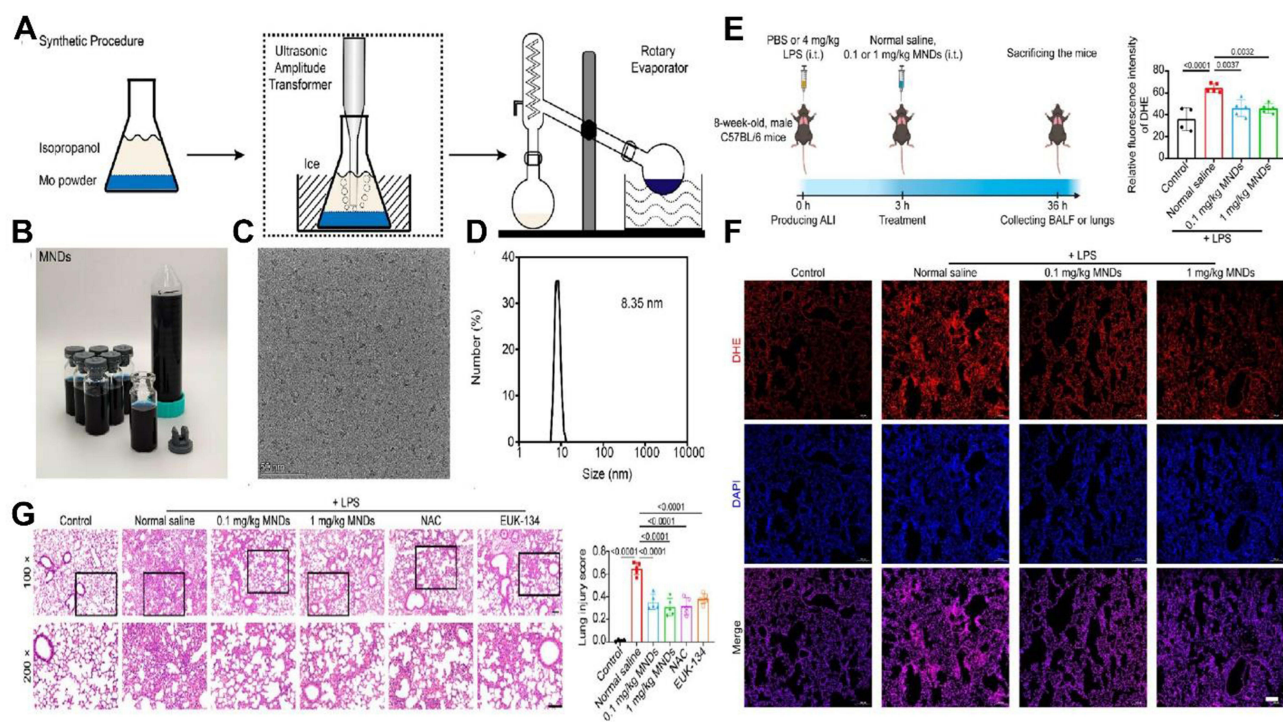 A
Synthetic Procedure
Isopropanol
Mo powder
Ultrasonic
Amplitude
Transformer
Ice
Rotary
Evaporator
B
MNDs
C
50 nm
D
Number (%)
40
30
20
10
0
8.35 nm
1
10
100
1000
10000
Size (nm)
E
PBS or 4 mg/kg
LPS (i.t.)
Normal saline,
0.1 or 1 mg/kg MNDs (i.t.)
Sacrificing the mice
8-week-old, male
C57BL/6 mice
0 h
3 h
36 h
Producing ALI
Treatment
Collecting BALF or lungs
Relative fluorescence intensity
of DHE
80
60
40
20
0
<0.0001
0.0037
0.0032
Control
Normal saline
0.1 mg/kg MNDs
1 mg/kg MNDs
+ LPS
F
+ LPS
Control
Normal saline
0.1 mg/kg MNDs
1 mg/kg MNDs
DHE
DAPI
Merge
G
+ LPS
Control
Normal saline
0.1 mg/kg MNDs
1 mg/kg MNDs
NAC
EUK-134
100 ×
200 ×
Lung injury score
1.0
0.8
0.6
0.4
0.2
0.0
<0.0001
<0.0001
<0.0001
<0.0001
<0.0001
Control
Normal saline
0.1 mg/kg MNDs
1 mg/kg MNDs
NAC
EUK-134